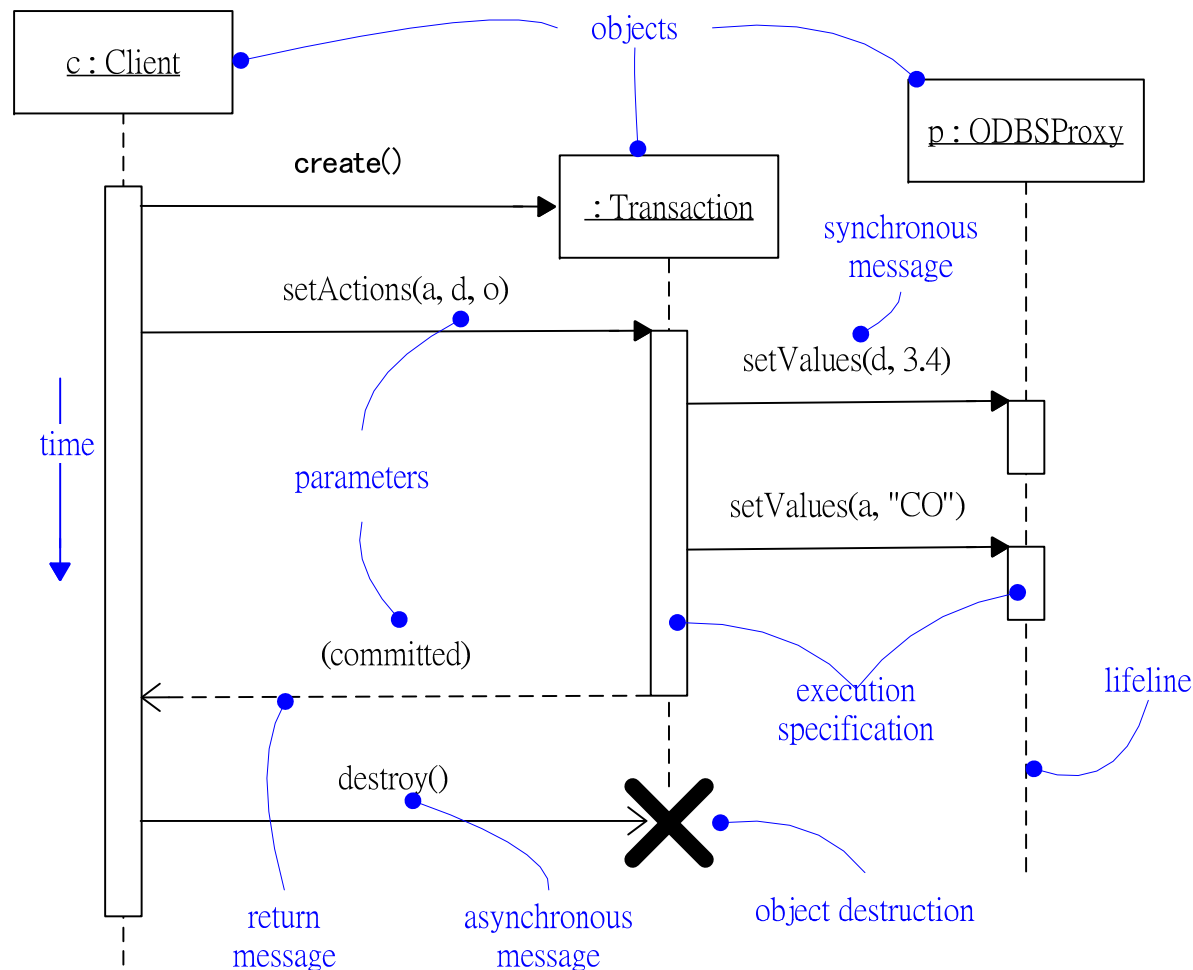 objects
c : Client
p : ODBSProxy
create()
: Transaction
synchronous
message
setActions(a, d, o)
setValues(d, 3.4)
time
parameters
setValues(a, "CO")
(committed)
execution
specification
lifeline
destroy()
return
message
asynchronous
message
object destruction